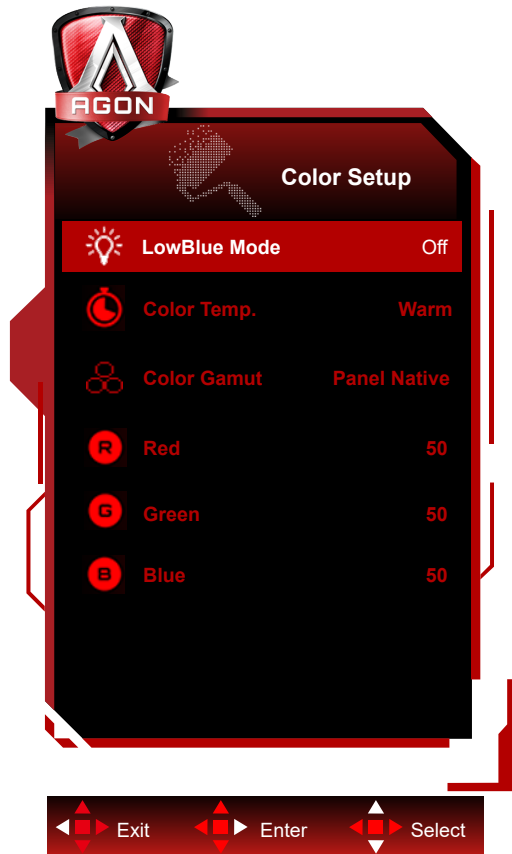 AGON
Color Setup
LowBlue Mode Off
Color Temp. Warm
Color Gamut Panel Native
R Red 50
G Green 50
B Blue 50
Exit Enter Select